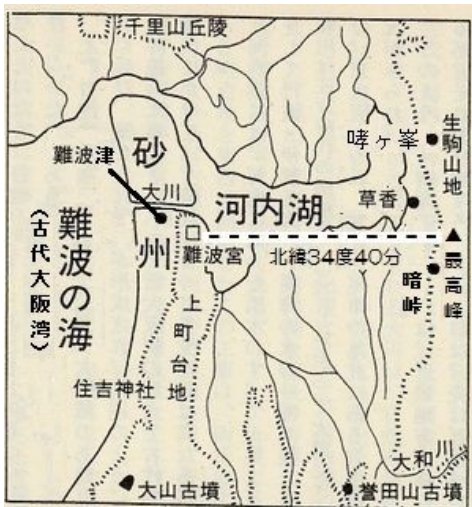 千里山丘陵
哮ヶ峯
生駒山地
難波津
砂州
大川
河内湖
草香
難波の海
(古代大阪湾)
難波宮
北緯34度40分
最高峰
暗峠
上町台地
住吉神社
大和川
大山古墳
誉田山古墳